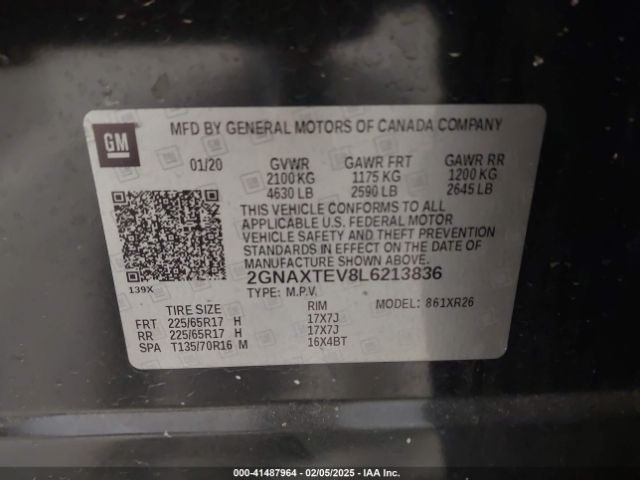 GM
MFD BY GENERAL MOTORS OF CANADA COMPANY
01/20 GVWR GAWR FRT GAWR RR
2100 KG 1175 KG 1200 KG
4630 LB 2590 LB 2645 LB
THIS VEHICLE CONFORMS TO ALL
APPLICABLE U.S. FEDERAL MOTOR
VEHICLE SAFETY AND THEFT PREVENTION
STANDARDS IN EFFECT ON THE DATE OF
MANUFACTURE SHOWN ABOVE.
139X
2GNAXTEV8L6213836
TYPE: M.P.V. MODEL: 861XR26
TIRE SIZE RIM
FRT 225/65R17 H 17X7J
RR 225/65R17 H 17X7J
SPA T135/70R16 M 16X4BT
000-41487964 - 02/05/2025 - IAA Inc.